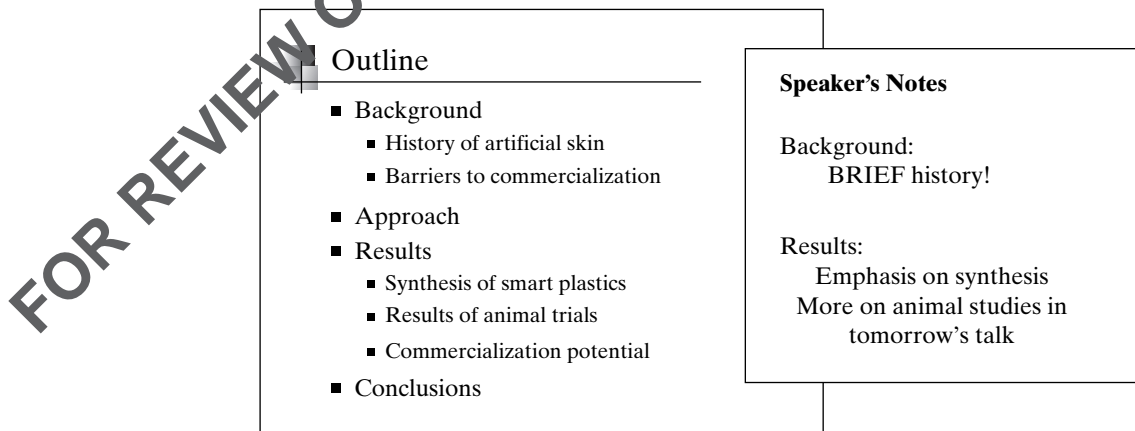 FOR REVIEW O
Outline
Background
History of artificial skin
Barriers to commercialization
Approach
Results
Synthesis of smart plastics
Results of animal trials
Commercialization potential
Conclusions
Speaker's Notes
Background:
BRIEF history!
Results:
Emphasis on synthesis
More on animal studies in
tomorrow's talk